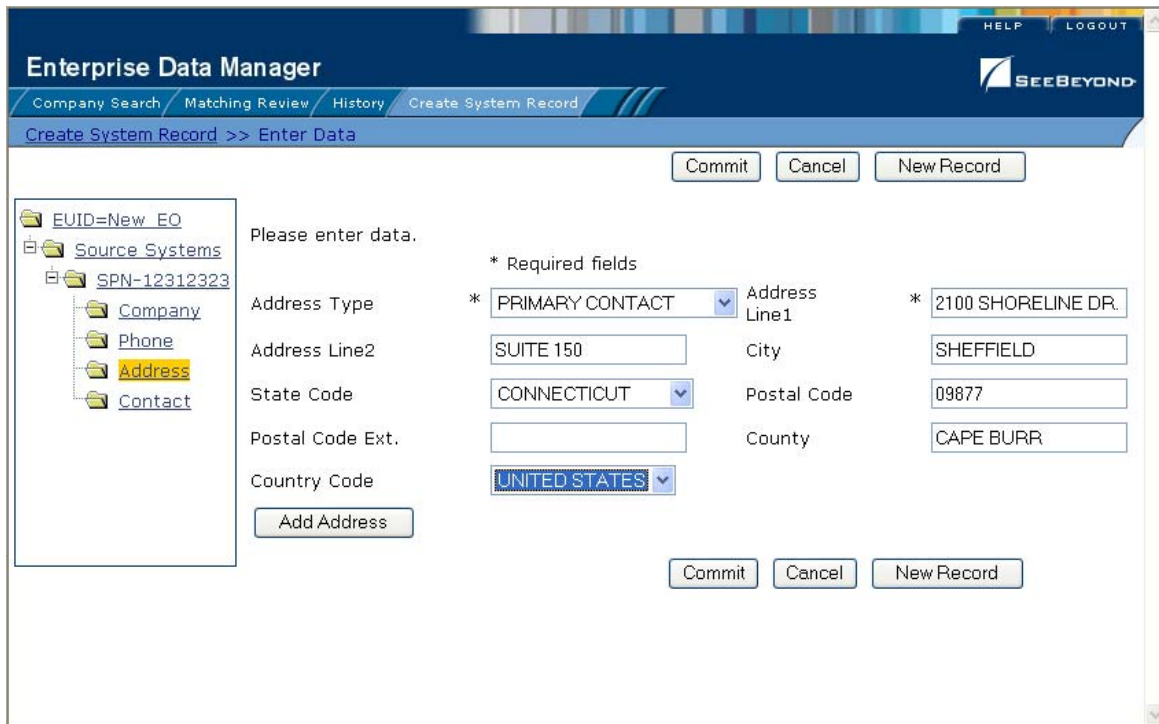 HELP LOGOUT
Enterprise Data Manager
SEEBEYOND
Company Search Matching Review History Create System Record
Create System Record >> Enter Data
Commit Cancel New Record
EUID=New_EO
Source Systems
SPN-12312323
Company
Phone
Address
Contact
Please enter data.
* Required fields
Address Type * PRIMARY CONTACT Address Line1 * 2100 SHORELINE DR.
Address Line2 SUITE 150 City SHEFFIELD
State Code CONNECTICUT Postal Code 09877
Postal Code Ext. County CAPE BURR
Country Code UNITED STATES
Add Address
Commit Cancel New Record